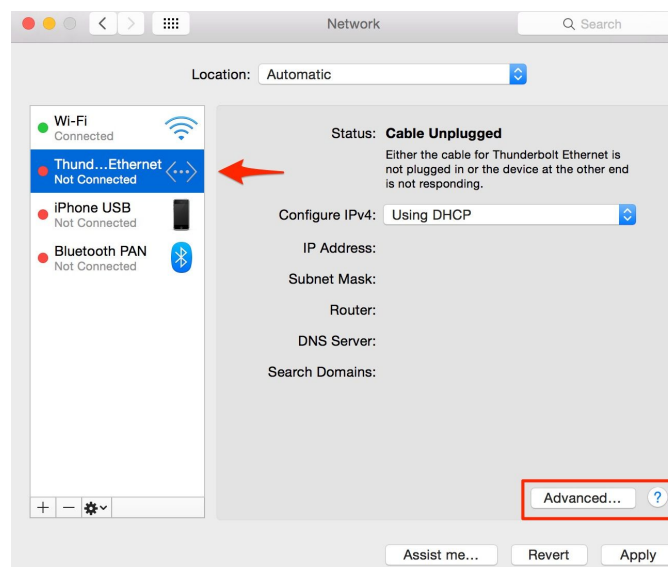 Network
Search
Location: Automatic
Wi-Fi
Connected
Thund...Ethernet
Not Connected
iPhone USB
Not Connected
Bluetooth PAN
Not Connected
Status: Cable Unplugged
Either the cable for Thunderbolt Ethernet is
not plugged in or the device at the other end
is not responding.
Configure IPv4: Using DHCP
IP Address:
Subnet Mask:
Router:
DNS Server:
Search Domains:
Advanced... ?
Assist me... Revert Apply